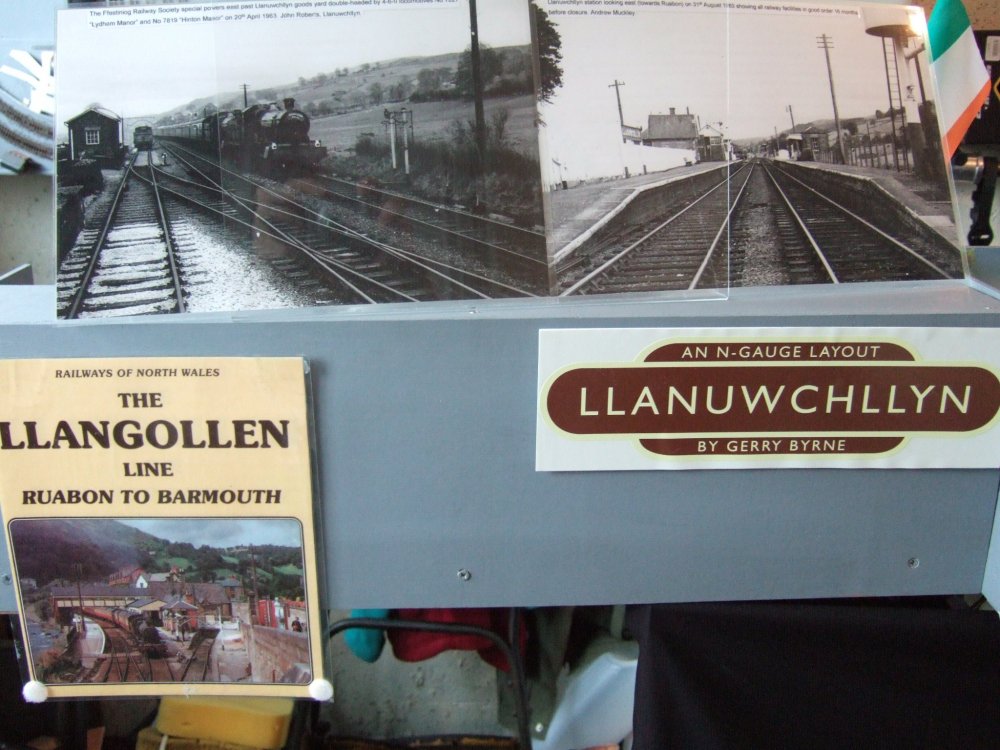 The Ffestiniog Railway Society special powers east past Llanuwchllyn goods yard double-headed by 4-6-0 locomotives No
"Lydham Manor" and No 7819 "Hinton Manor" on 20th April 1963. John Roberts, Llanuwchllyn.
Llanuwchllyn station looking east (towards Ruabon) on 31st August showing all railway facilities in good order 16 months
before closure. Andrew Muckley.
RAILWAYS OF NORTH WALES
THE
LLANGOLLEN
LINE
RUABON TO BARMOUTH
AN N-GAUGE LAYOUT
LLANUWCHLLYN
BY GERRY BYRNE